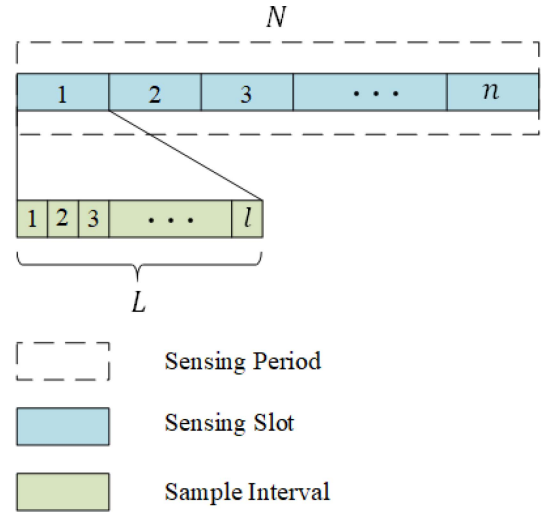 N
1 2 3 ··· n
1 2 3 ··· l
L
Sensing Period
Sensing Slot
Sample Interval